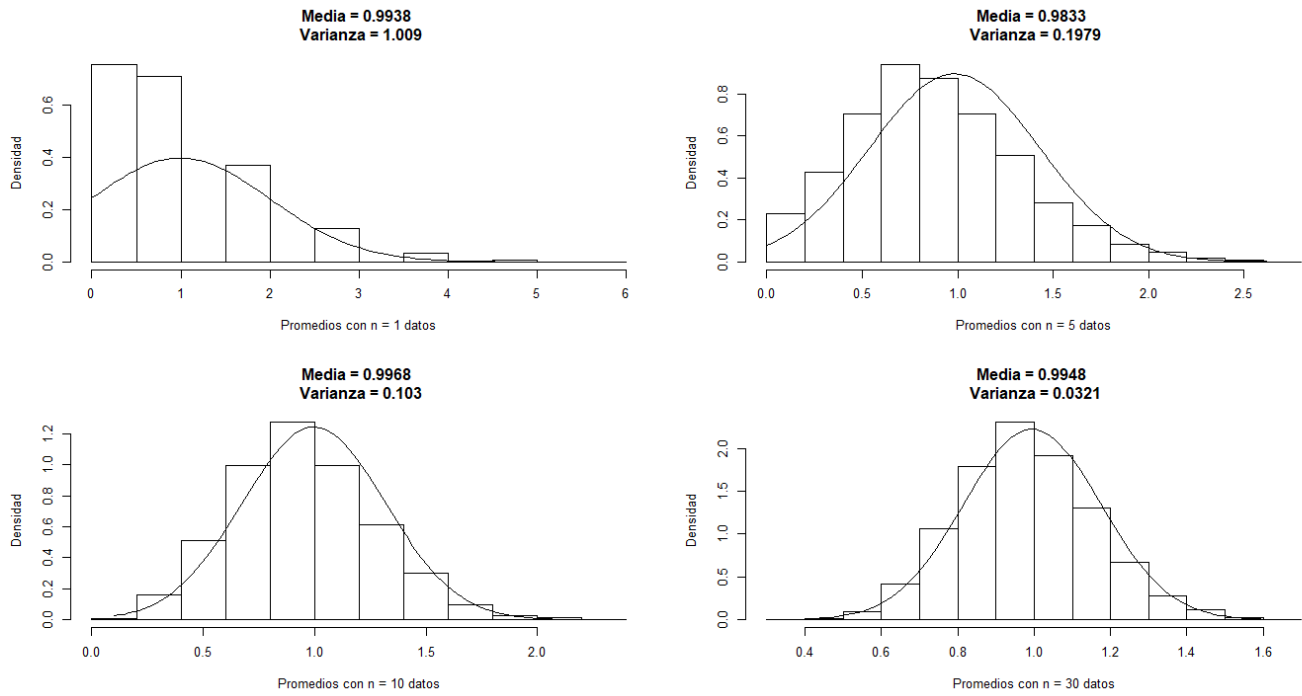 Media = 0.9938
Varianza = 1.009
Densidad
0.0 0.2 0.4 0.6
0 1 2 3 4 5 6
Promedios con n = 1 datos
Media = 0.9833
Varianza = 0.1979
Densidad
0.0 0.2 0.4 0.6 0.8
0.0 0.5 1.0 1.5 2.0 2.5
Promedios con n = 5 datos
Media = 0.9968
Varianza = 0.103
Densidad
0.0 0.2 0.4 0.6 0.8 1.0 1.2
0.0 0.5 1.0 1.5 2.0
Promedios con n = 10 datos
Media = 0.9948
Varianza = 0.0321
Densidad
0.0 0.5 1.0 1.5 2.0
0.4 0.6 0.8 1.0 1.2 1.4 1.6
Promedios con n = 30 datos